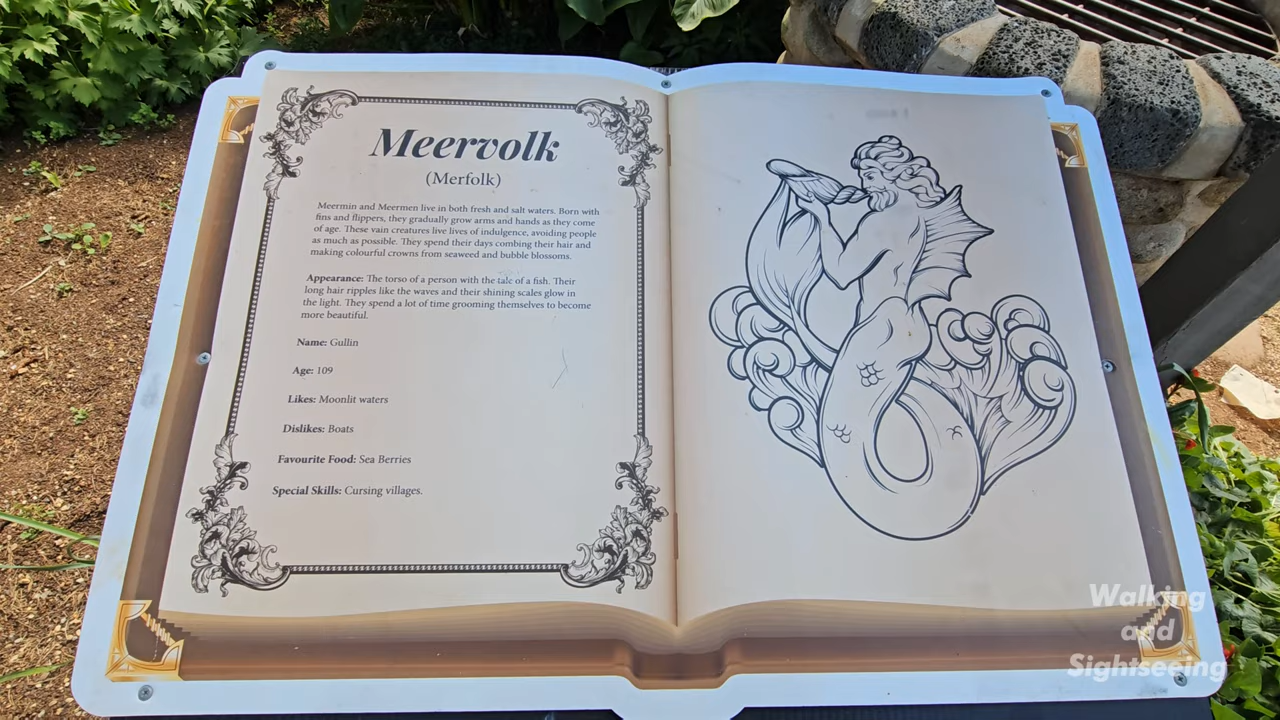 Meervolk
(Merfolk)
Meermin and Meermen live in both fresh and salt waters. Born with
fins and flippers, they gradually grow arms and hands as they come
of age. These vain creatures live lives of indulgence, avoiding people
as much as possible. They spend their days combing their hair and
making colourful crowns from seaweed and bubble blossoms.
Appearance: The torso of a person with the tale of a fish. Their
long hair ripples like the waves and their shining scales glow in
the light. They spend a lot of time grooming themselves to become
more beautiful.
Name: Gullin
Age: 109
Likes: Moonlit waters
Dislikes: Boats
Favourite Food: Sea Berries
Special Skills: Cursing villages.
Walking
and
Sightseeing